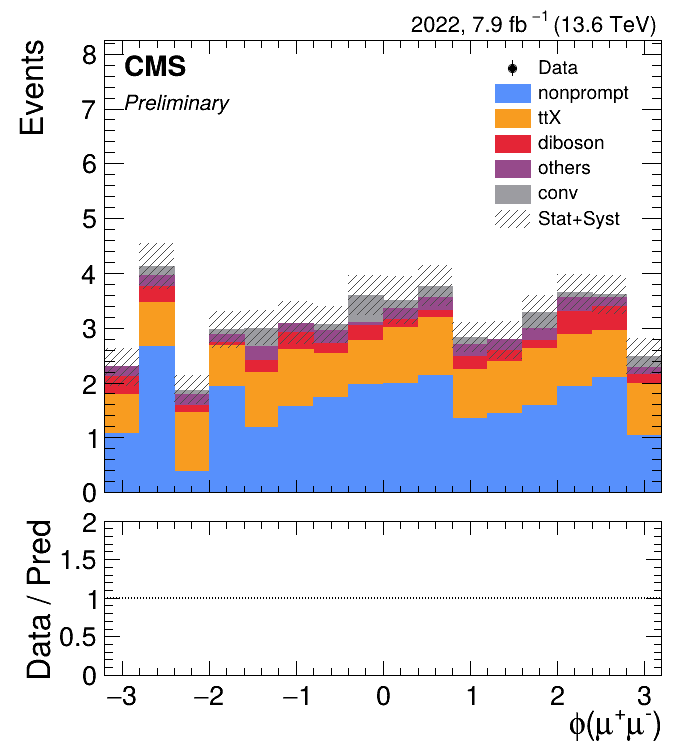 2022, 7.9 fb⁻¹ (13.6 TeV)
CMS
Preliminary
Data
nonprompt
ttX
diboson
others
conv
Stat+Syst
Events
8
7
6
5
4
3
2
1
0
Data / Pred
2
1.5
1
0.5
0
−3 −2 −1 0 1 2 3
ϕ(μ⁺μ⁻)